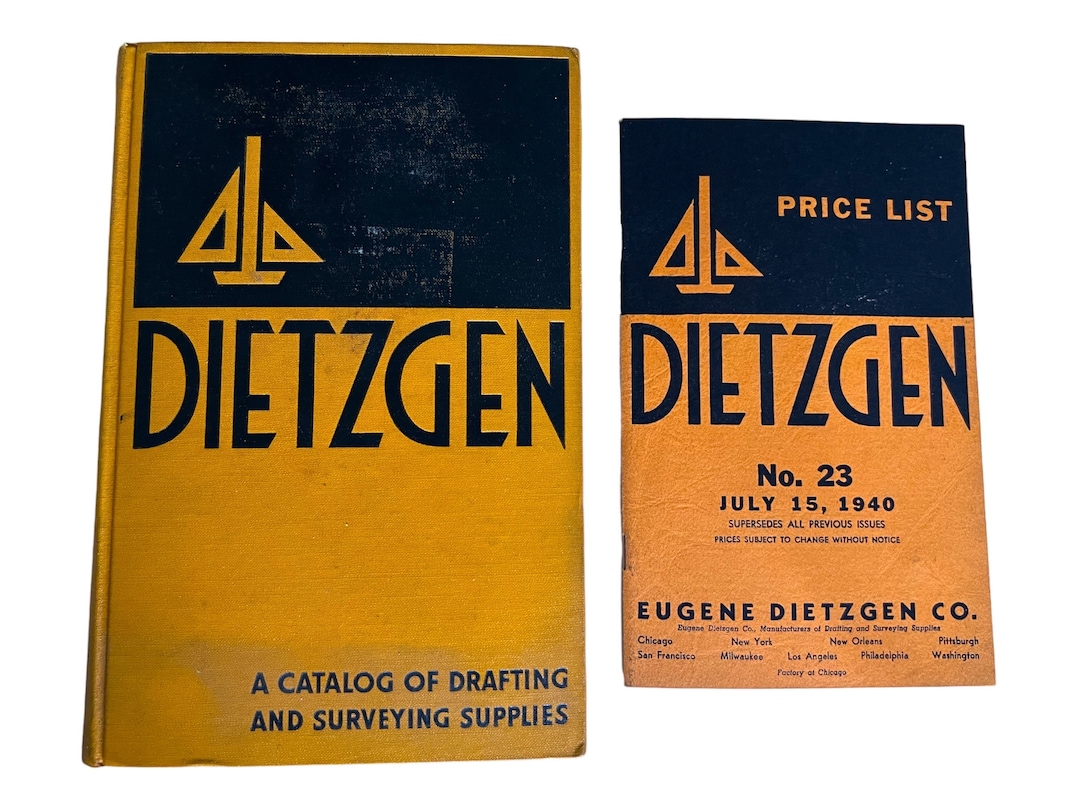 DIETZGEN
A CATALOG OF DRAFTING
AND SURVEYING SUPPLIES
PRICE LIST
DIETZGEN
No. 23
JULY 15, 1940
SUPERSEDES ALL PREVIOUS ISSUES
PRICES SUBJECT TO CHANGE WITHOUT NOTICE
EUGENE DIETZGEN CO.
Eugene Dietzgen Co., Manufacturers of Drafting and Surveying Supplies
Chicago New York New Orleans Pittsburgh
San Francisco Milwaukee Los Angeles Philadelphia Washington
Factory at Chicago